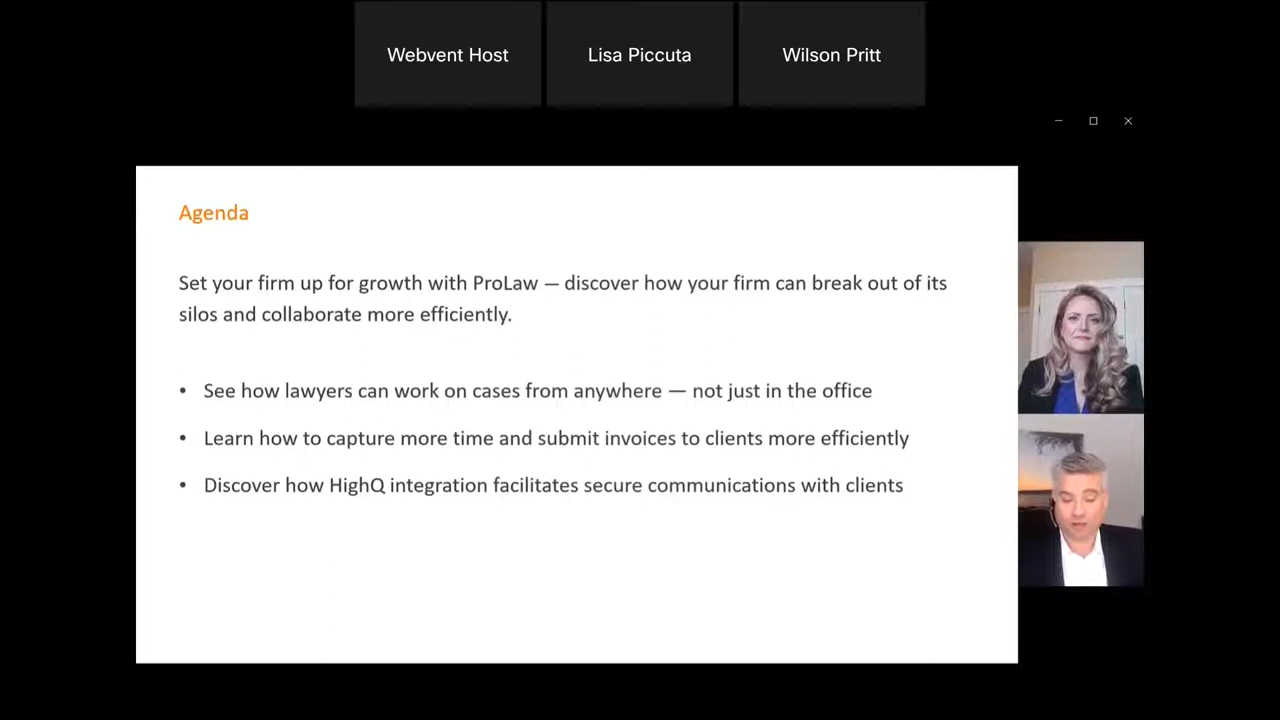 Webvent Host
Lisa Piccuta
Wilson Pritt
Agenda
Set your firm up for growth with ProLaw — discover how your firm can break out of its
silos and collaborate more efficiently.
• See how lawyers can work on cases from anywhere — not just in the office
• Learn how to capture more time and submit invoices to clients more efficiently
• Discover how HighQ integration facilitates secure communications with clients